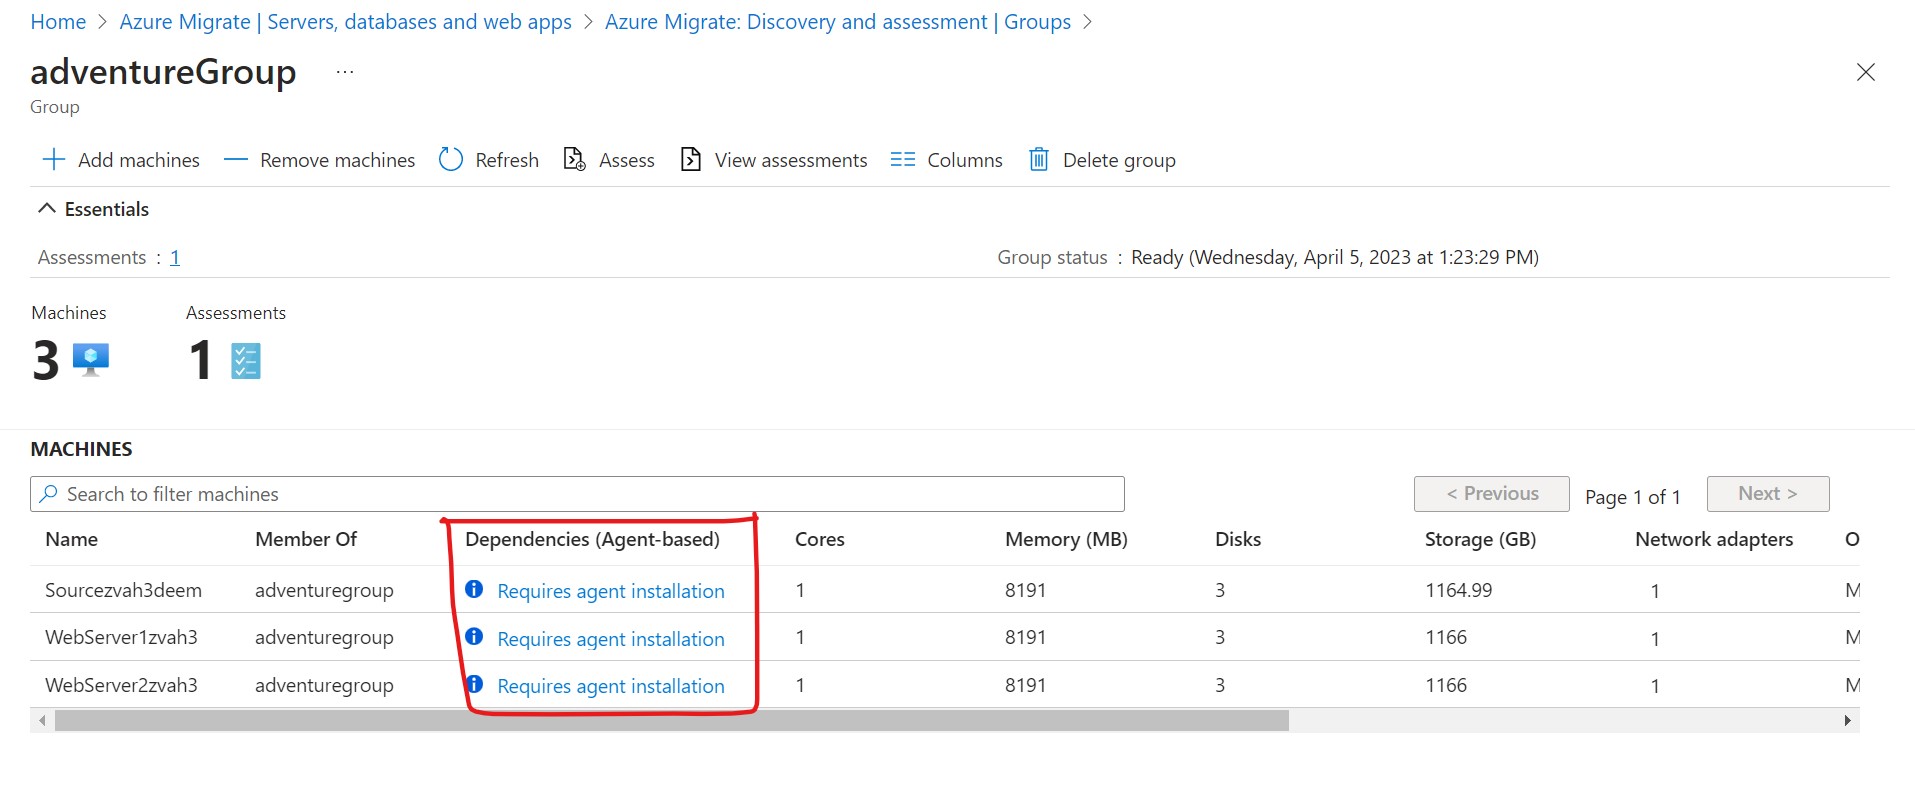 Home > Azure Migrate | Servers, databases and web apps > Azure Migrate: Discovery and assessment | Groups >
adventureGroup ...
Group
Add machines Remove machines Refresh Assess View assessments Columns Delete group
Essentials
Assessments : 1 Group status : Ready (Wednesday, April 5, 2023 at 1:23:29 PM)
Machines Assessments
3 1
MACHINES
Search to filter machines < Previous Page 1 of 1 Next >
Name Member Of Dependencies (Agent-based) Cores Memory (MB) Disks Storage (GB) Network adapters O
Sourcezvah3deem adventuregroup Requires agent installation 1 8191 3 1164.99 1 M
WebServer1zvah3 adventuregroup Requires agent installation 1 8191 3 1166 1 M
WebServer2zvah3 adventuregroup Requires agent installation 1 8191 3 1166 1 M